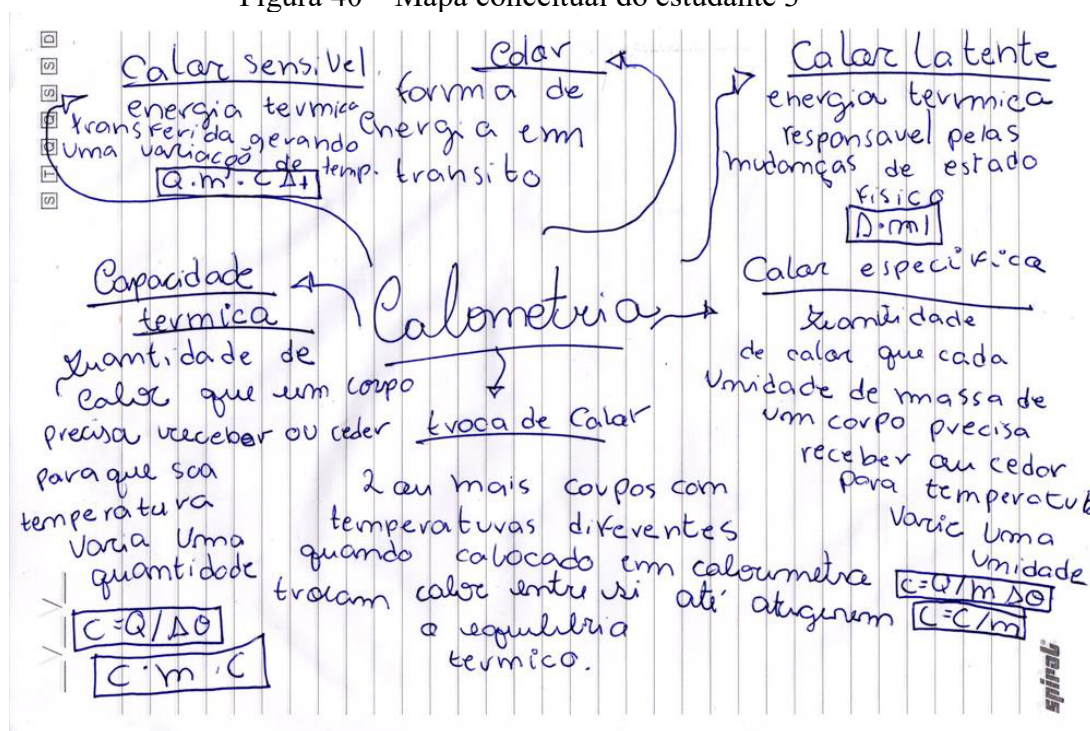 Figura 40 – Mapa conceitual do estudante 3
D
S
S
Q
Q
T
S
Calor sensivel
energia termica
transferida gerando
uma variação de temp.
Q.m.c Δt
Calor
forma de
energia em
transito
Calor latente
energia termica
responsavel pelas
mudanças de estado
fisico
Q.ml
Capacidade
termica
quantidade de
calor que um corpo
precisa receber ou ceder
para que sua
temperatura
varia uma
quantidade
C=Q/Δθ
C.m.C
Calometria
troca de calor
2 ou mais corpos com
temperaturas diferentes
quando colocado em
trocam calor entre si até atugerem
o equilibrio
termico.
Calor especifica
quantidade
de calor que cada
unidade de massa de
um corpo precisa
receber ou ceder
para temperatu
varie uma
unidade
C=Q/m Δθ
C=C/m
spiral